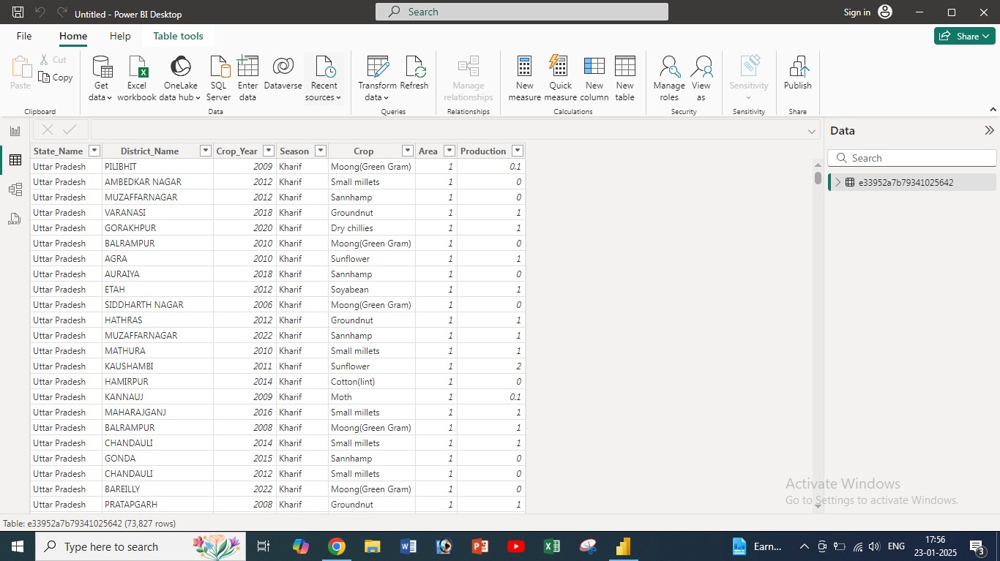 Untitled - Power BI Desktop
Search
Sign in
File Home Help Table tools
Share
Paste
Cut
Copy
Get data
Excel workbook
OneLake data hub
SQL Server
Enter data
Dataverse
Recent sources
Transform data
Refresh
Manage relationships
New measure
Quick measure
New column
New table
Manage roles
View as
Sensitivity
Publish
Clipboard
Data
Queries
Relationships
Calculations
Security
Sensitivity
Share
Data
Search
e33952a7b79341025642
DAX
State_Name District_Name Crop_Year Season Crop Area Production
Uttar Pradesh PILIBHIT 2009 Kharif Moong(Green Gram) 1 0.1
Uttar Pradesh AMBEDKAR NAGAR 2012 Kharif Small millets 1 0
Uttar Pradesh MUZAFFARNAGAR 2012 Kharif Sannhamp 1 0
Uttar Pradesh VARANASI 2018 Kharif Groundnut 1 1
Uttar Pradesh GORAKHPUR 2020 Kharif Dry chillies 1 1
Uttar Pradesh BALRAMPUR 2010 Kharif Moong(Green Gram) 1 0
Uttar Pradesh AGRA 2010 Kharif Sunflower 1 1
Uttar Pradesh AURAIYA 2018 Kharif Sannhamp 1 0
Uttar Pradesh ETAH 2012 Kharif Soyabean 1 1
Uttar Pradesh SIDDHARTH NAGAR 2006 Kharif Moong(Green Gram) 1 0
Uttar Pradesh HATHRAS 2012 Kharif Groundnut 1 1
Uttar Pradesh MUZAFFARNAGAR 2022 Kharif Sannhamp 1 1
Uttar Pradesh MATHURA 2010 Kharif Small millets 1 1
Uttar Pradesh KAUSHAMBI 2011 Kharif Sunflower 1 2
Uttar Pradesh HAMIRPUR 2014 Kharif Cotton(lint) 1 0
Uttar Pradesh KANNAUJ 2009 Kharif Moth 1 0.1
Uttar Pradesh MAHARAJGANJ 2016 Kharif Small millets 1 1
Uttar Pradesh BALRAMPUR 2008 Kharif Moong(Green Gram) 1 1
Uttar Pradesh CHANDAULI 2014 Kharif Small millets 1 1
Uttar Pradesh GONDA 2015 Kharif Sannhamp 1 0
Uttar Pradesh CHANDAULI 2012 Kharif Small millets 1 0
Uttar Pradesh BAREILLY 2022 Kharif Moong(Green Gram) 1 0
Uttar Pradesh PRATAPGARH 2008 Kharif Groundnut 1 1
Activate Windows
Go to Settings to activate Windows.
Table: e33952a7b79341025642 (73,827 rows)
Type here to search
Earn...
ENG
17:56
23-01-2025
3